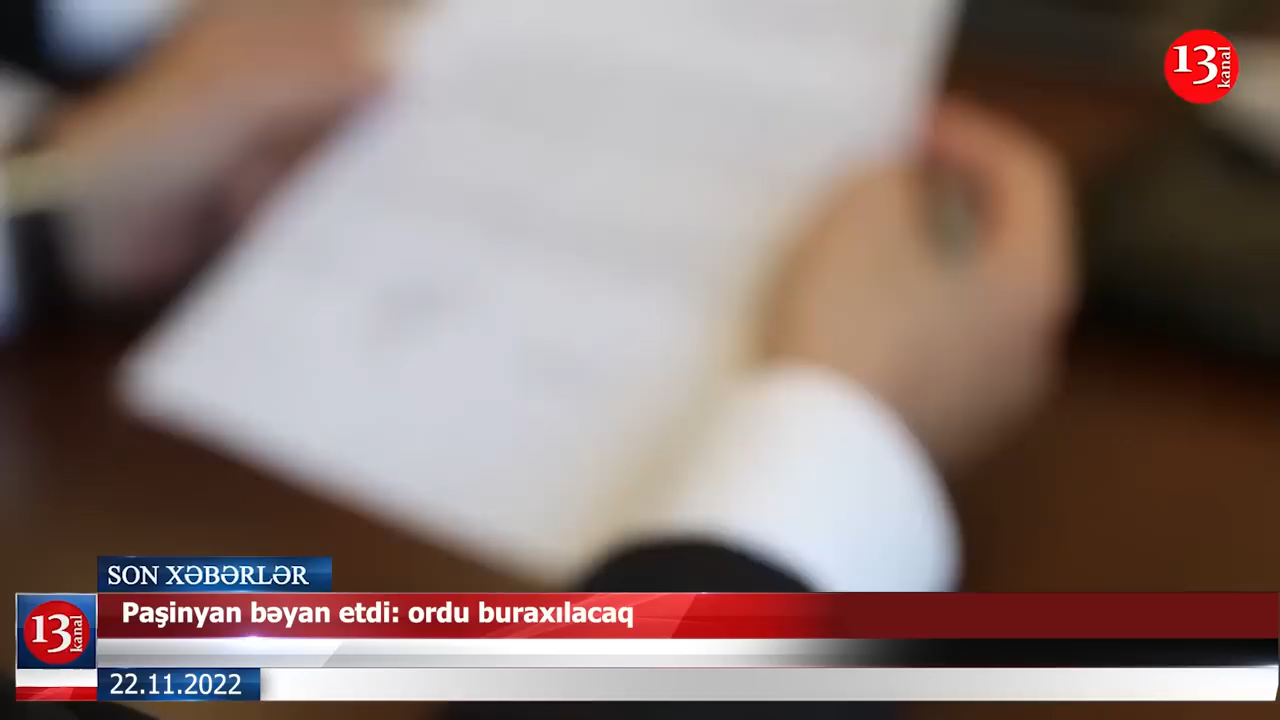 13 kanal
SON XƏBƏRLƏR
Paşinyan bəyan etdi: ordu buraxılacaq
13 kanal
22.11.2022